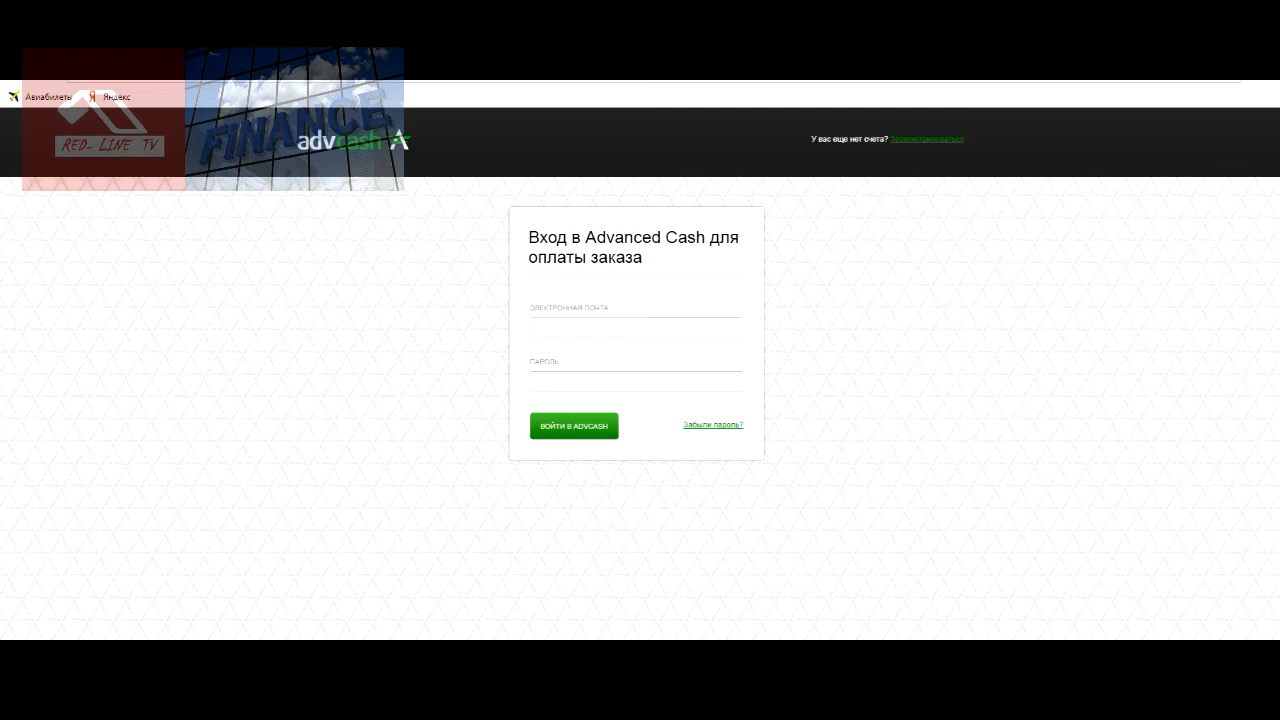 Авиабилеты
Яндекс
RED-LINE TV
FINANCE
advcash
У вас еще нет счета? Зарегистрироваться
Вход в Advanced Cash для
оплаты заказа
ЭЛЕКТРОННАЯ ПОЧТА
ПАРОЛЬ
ВОЙТИ В ADVCASH
Забыли пароль?